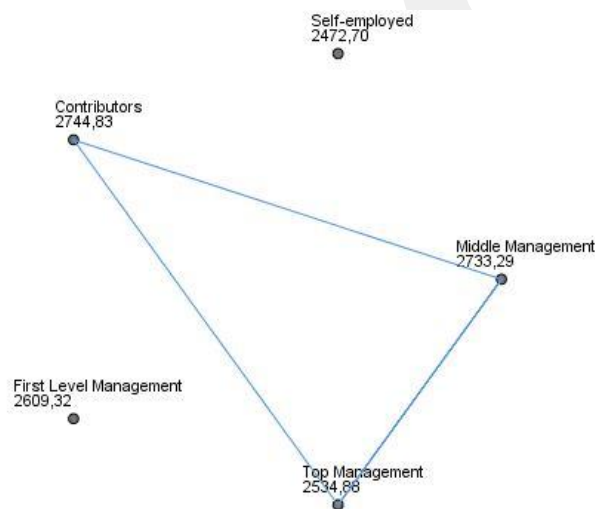 Self-employed
2472,70
Contributors
2744,83
Middle Management
2733,29
First Level Management
2609,32
Top Management
2534,88